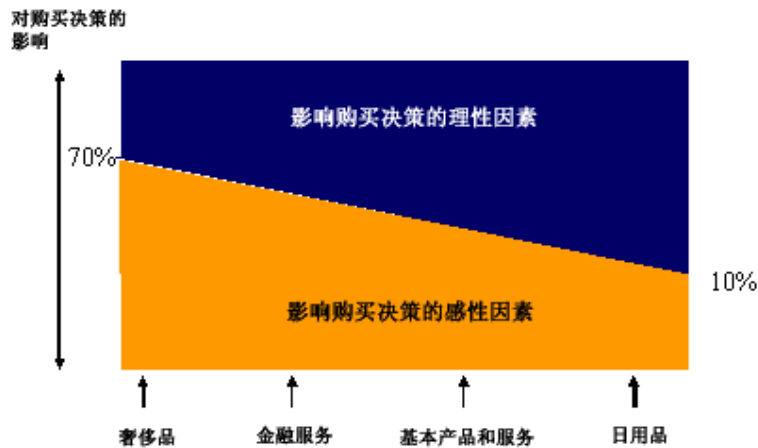 对购买决策的
影响
影响购买决策的理性因素
70%
10%
影响购买决策的感性因素
奢侈品
金融服务
基本产品和服务
日用品